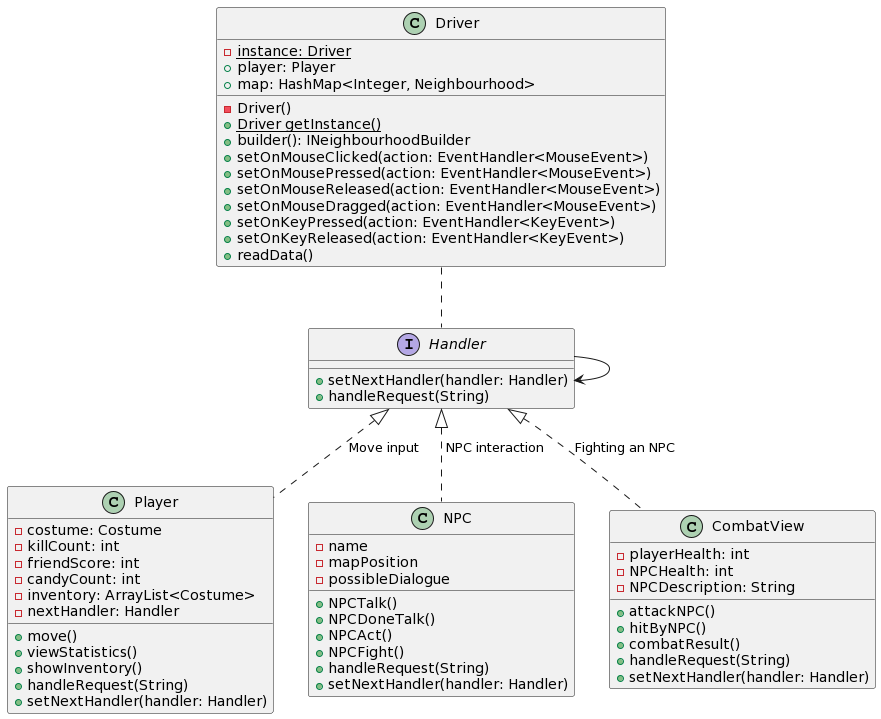 C Driver
instance: Driver
player: Player
map: HashMap<Integer, Neighbourhood>
Driver()
Driver getInstance()
builder(): INeighbourhoodBuilder
setOnMouseClicked(action: EventHandler<MouseEvent>)
setOnMousePressed(action: EventHandler<MouseEvent>)
setOnMouseReleased(action: EventHandler<MouseEvent>)
setOnMouseDragged(action: EventHandler<MouseEvent>)
setOnKeyPressed(action: EventHandler<KeyEvent>)
setOnKeyReleased(action: EventHandler<KeyEvent>)
readData()
I Handler
setNextHandler(handler: Handler)
handleRequest(String)
Move input
NPC interaction
Fighting an NPC
C Player
costume: Costume
killCount: int
friendScore: int
candyCount: int
inventory: ArrayList<Costume>
nextHandler: Handler
move()
viewStatistics()
showInventory()
handleRequest(String)
setNextHandler(handler: Handler)
C NPC
name
mapPosition
possibleDialogue
NPCTalk()
NPCDoneTalk()
NPCAct()
NPCFight()
handleRequest(String)
setNextHandler(handler: Handler)
C CombatView
playerHealth: int
NPCHealth: int
NPCDescription: String
attackNPC()
hitByNPC()
combatResult()
handleRequest(String)
setNextHandler(handler: Handler)